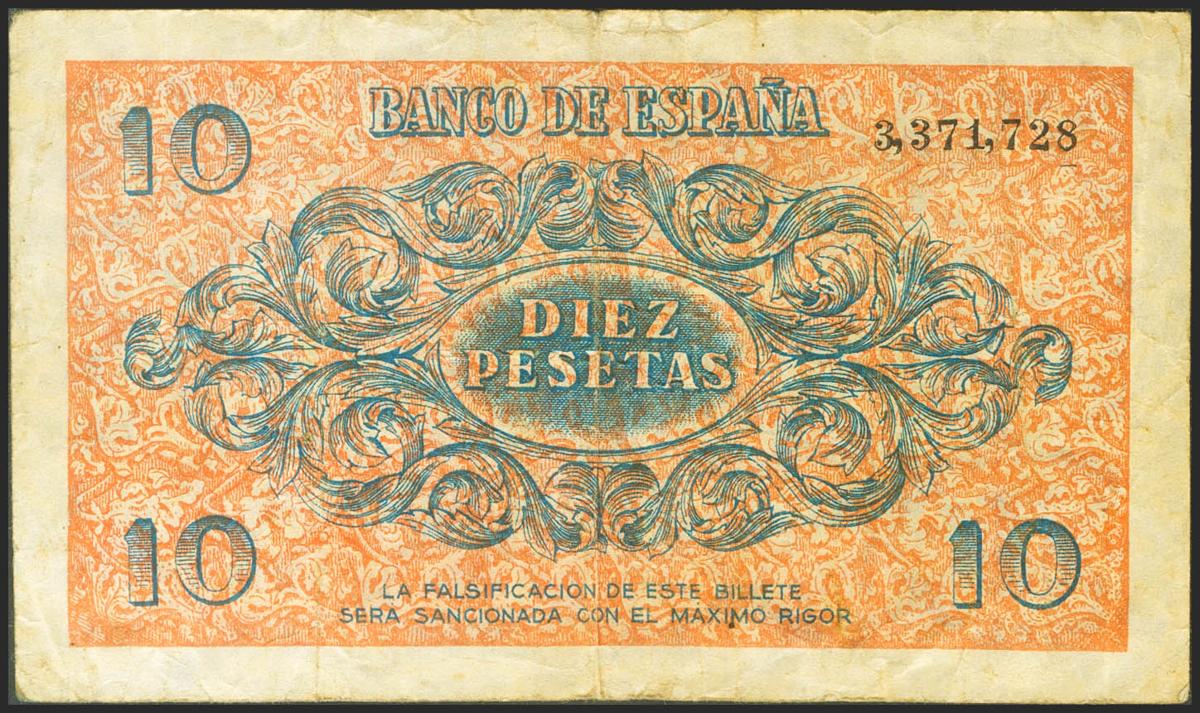 10
BANCO DE ESPAÑA
3,371,728
DIEZ
PESETAS
10
10
LA FALSIFICACION DE ESTE BILLETE
SERA SANCIONADA CON EL MÁXIMO RIGOR